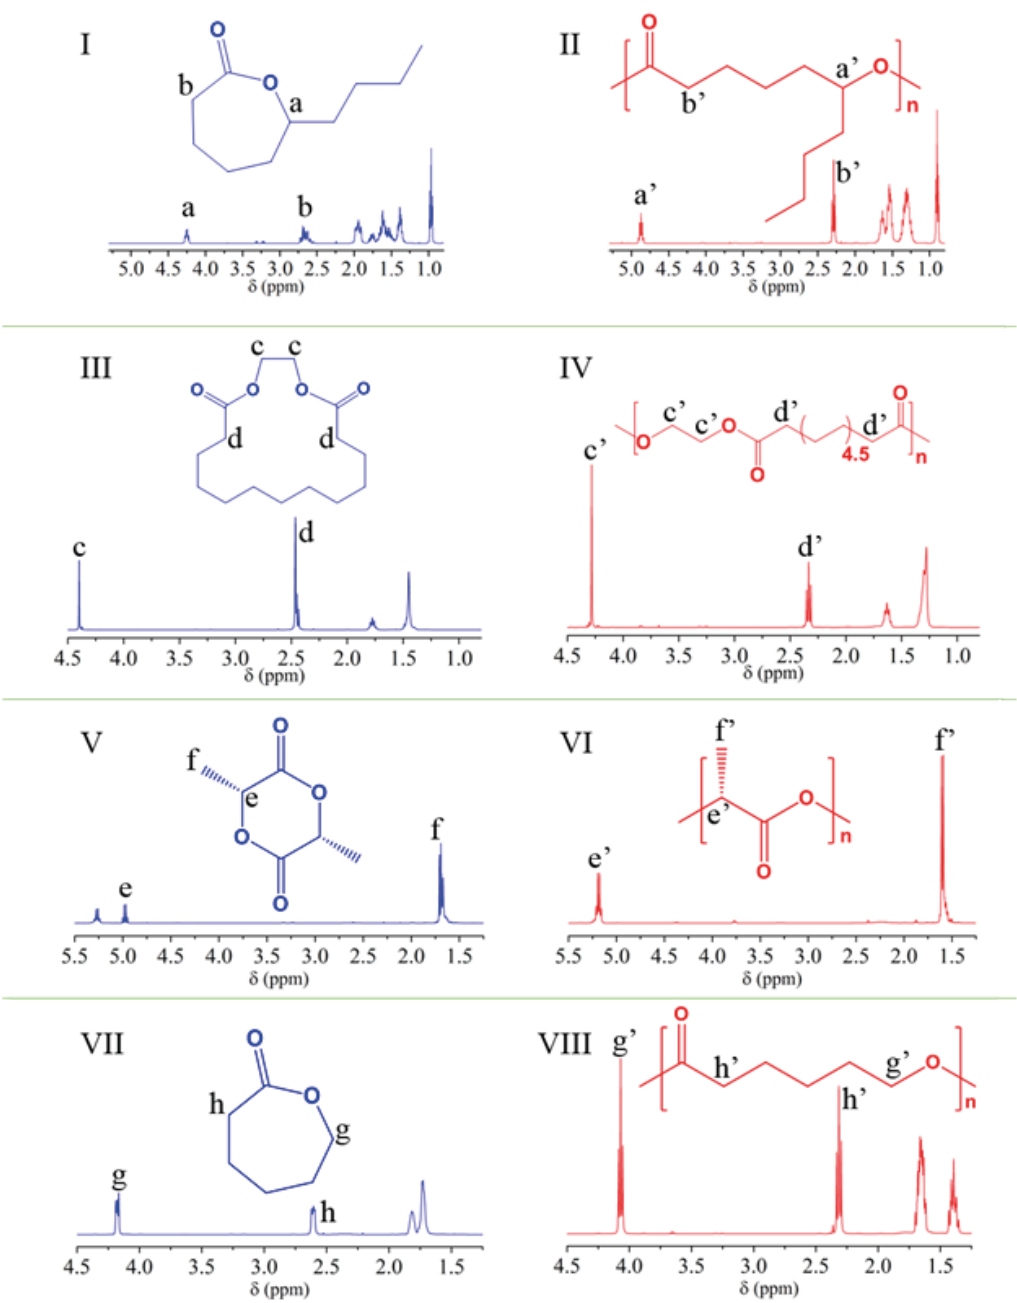 I
O
O
b
a
a
b
5.0 4.5 4.0 3.5 3.0 2.5 2.0 1.5 1.0
δ (ppm)
II
O
a’
O
b’
n
a’
b’
5.0 4.5 4.0 3.5 3.0 2.5 2.0 1.5 1.0
δ (ppm)
III
c c
O O O O
d d
c
d
4.5 4.0 3.5 3.0 2.5 2.0 1.5 1.0
δ (ppm)
IV
O
c’ d’
c’ O d’
O
4.5 n
O
c’
d’
4.5 4.0 3.5 3.0 2.5 2.0 1.5 1.0
δ (ppm)
V
O
f
e O
O
O
e
f
5.5 5.0 4.5 4.0 3.5 3.0 2.5 2.0 1.5
δ (ppm)
VI
f’
f’
O
e’
n
O
e’
5.5 5.0 4.5 4.0 3.5 3.0 2.5 2.0 1.5
δ (ppm)
VII
O
O
h
g
g
h
4.5 4.0 3.5 3.0 2.5 2.0 1.5
δ (ppm)
VIII
g’
O
h’ g’ O
n
h’
4.5 4.0 3.5 3.0 2.5 2.0 1.5
δ (ppm)